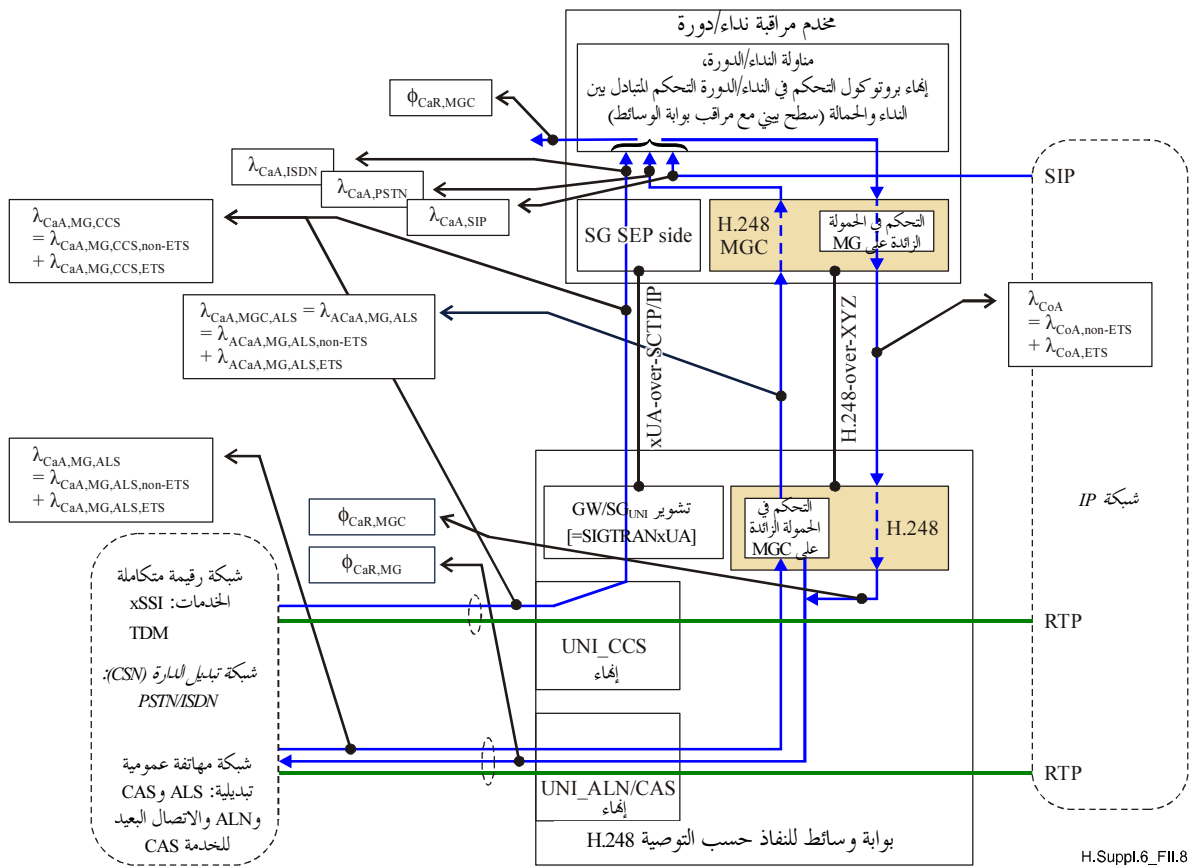 مخدم مراقبة نداء/دورة
مناولة النداء/الدورة،
إنهاء بروتوكول التحكم في النداء/الدورة التحكم المتبادل بين
النداء والحمالة (سطح بيني مع مراقب بوابة الوسائط)
ϕCaR,MGC
λCaA,ISDN
λCaA,PSTN
λCaA,SIP
SIP
λCaA,MG,CCS
= λCaA,MG,CCS,non-ETS
+ λCaA,MG,CCS,ETS
SG SEP side
H.248
MGC
التحكم في الحمولة
الزائدة على MG
λCaA,MGC,ALS = λACaA,MG,ALS
= λACaA,MG,ALS,non-ETS
+ λACaA,MG,ALS,ETS
λCoA
= λCoA,non-ETS
+ λCoA,ETS
xUA-over-SCTP/IP
H.248-over-XYZ
λCaA,MG,ALS
= λCaA,MG,ALS,non-ETS
+ λCaA,MG,ALS,ETS
ϕCaR,MGC
ϕCaR,MG
تشوير GW/SGUNI
[=SIGTRANxUA]
التحكم في
الحمولة الزائدة
على MGC
H.248
شبكة IP
شبكة رقيمة متكاملة
الخدمات: xSSI
TDM
شبكة تبديل الدارة (CSN):
PSTN/ISDN
شبكة مهاتفة عمومية
تبديلية: ALS وCAS
وALN والاتصال البعيد
للخدمة CAS
RTP
UNI_CCS
إنهاء
RTP
UNI_ALN/CAS
إنهاء
بوابة وسائط للنفاذ حسب التوصية H.248
H.Suppl.6_FII.8